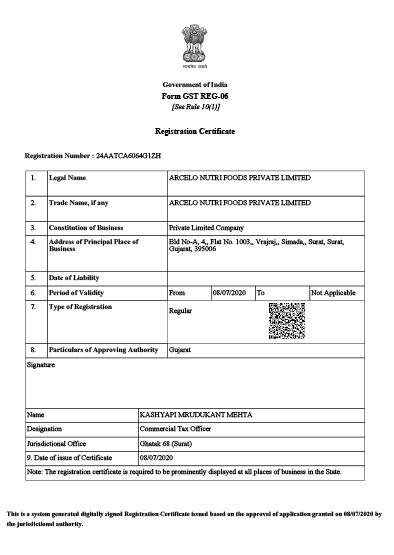 सत्यमेव जयते
Government of India
Form GST REG-06
[See Rule 10(1)]
Registration Certificate
Registration Number : 24AATCA6064G1ZH
1. Legal Name ARCELO NUTRI FOODS PRIVATE LIMITED
2. Trade Name, if any ARCELO NUTRI FOODS PRIVATE LIMITED
3. Constitution of Business Private Limited Company
4. Address of Principal Place of Business Bld No-A, 4,, Flat No. 1003,, Vrajraj,, Simada,, Surat, Surat,
Gujarat, 395006
5. Date of Liability
6. Period of Validity From 08/07/2020 To Not Applicable
7. Type of Registration Regular
8. Particulars of Approving Authority Gujarat
Signature
Name KASHYAPI MRUDUKANT MEHTA
Designation Commercial Tax Officer
Jurisdictional Office Ghatak 68 (Surat)
9. Date of issue of Certificate 08/07/2020
Note: The registration certificate is required to be prominently displayed at all places of business in the State.
This is a system generated digitally signed Registration Certificate issued based on the approval of application granted on 08/07/2020 by
the jurisdictional authority.